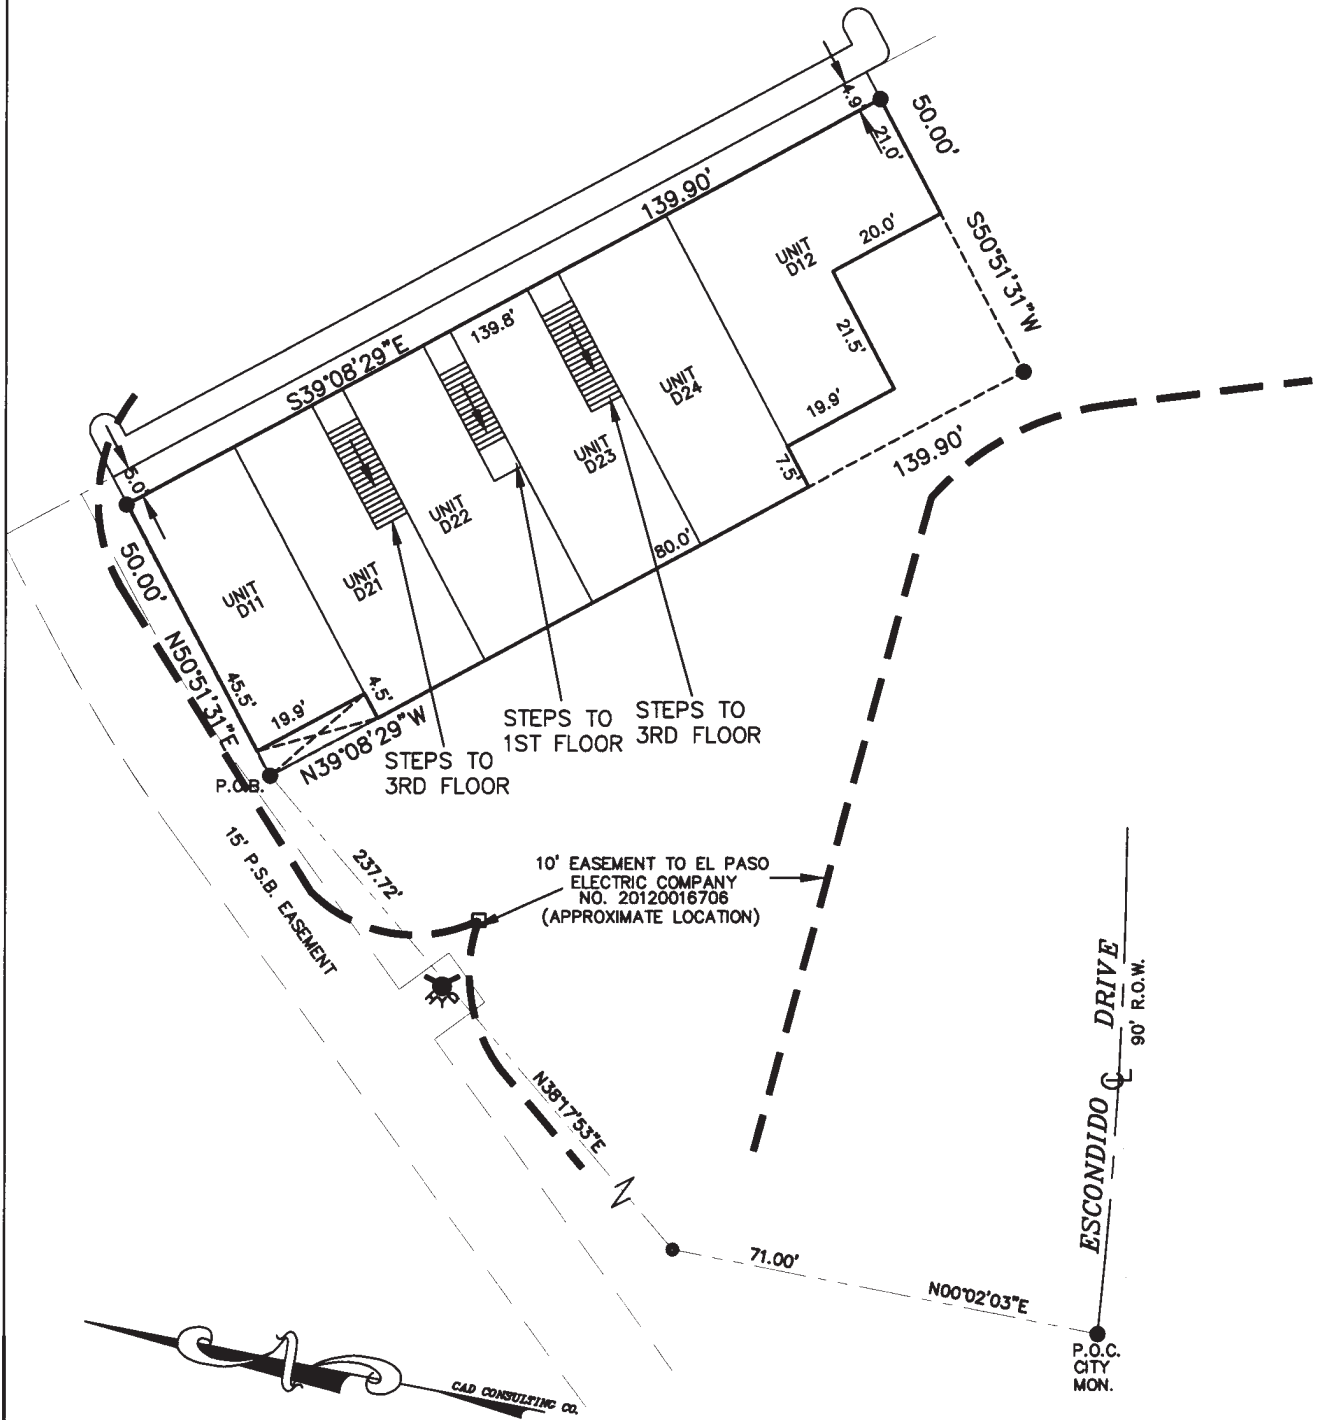 4.9'
50.00'
21.0'
139.90'
20.0'
UNIT
D12
S50°51'31"W
139.8'
21.5'
S39°08'29"E
UNIT
D24
19.9'
139.90'
7.5'
UNIT
D23
5.0'
UNIT
D22
50.00'
80.0'
UNIT
D21
UNIT
D11
N50°51'31"E
45.5'
4.5'
19.9'
N39°08'29"W
STEPS TO
1ST FLOOR
STEPS TO
3RD FLOOR
STEPS TO
3RD FLOOR
P.O.B.
15' P.S.B. EASEMENT
237.72'
10' EASEMENT TO EL PASO
ELECTRIC COMPANY
NO. 20120016706
(APPROXIMATE LOCATION)
ESCONDIDO DRIVE
90' R.O.W.
CL
N38°17'53"E
71.00'
N00°02'03"E
P.O.C.
CITY
MON.
N
CAD CONSULTING CO.